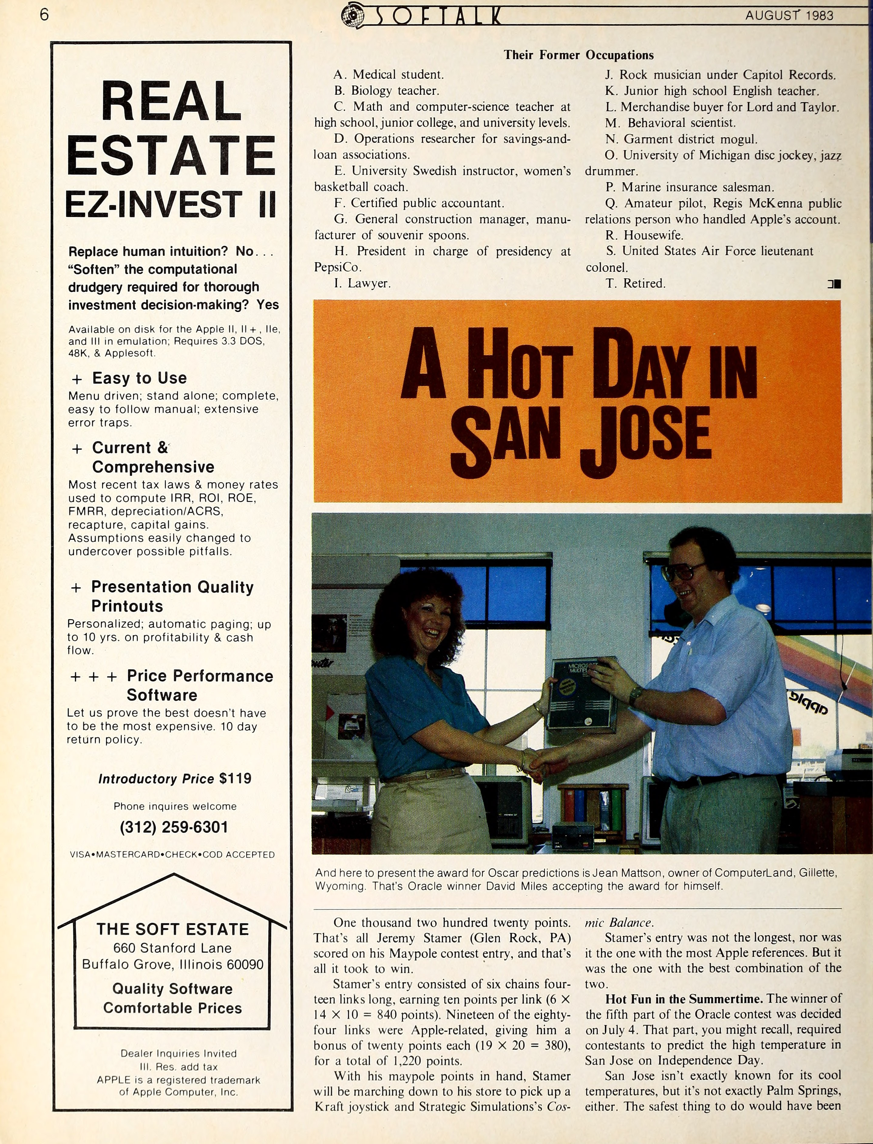 6
SOFTALK
AUGUST 1983
REAL
ESTATE
EZ-INVEST II
Replace human intuition? No...
“Soften” the computational
drudgery required for thorough
investment decision-making? Yes
Available on disk for the Apple II, II+, IIe,
and III in emulation; Requires 3.3 DOS,
48K, & Applesoft.
+ Easy to Use
Menu driven; stand alone; complete,
easy to follow manual; extensive
error traps.
+ Current &
Comprehensive
Most recent tax laws & money rates
used to compute IRR, ROI, ROE,
FMRR, depreciation/ACRS,
recapture, capital gains.
Assumptions easily changed to
undercover possible pitfalls.
+ Presentation Quality
Printouts
Personalized; automatic paging; up
to 10 yrs. on profitability & cash
flow.
+ + + Price Performance
Software
Let us prove the best doesn't have
to be the most expensive. 10 day
return policy.
Introductory Price $119
Phone inquires welcome
(312) 259-6301
VISA•MASTERCARD•CHECK•COD ACCEPTED
THE SOFT ESTATE
660 Stanford Lane
Buffalo Grove, Illinois 60090
Quality Software
Comfortable Prices
Dealer Inquiries Invited
Ill. Res. add tax
APPLE is a registered trademark
of Apple Computer, Inc.
Their Former Occupations
A. Medical student.
B. Biology teacher.
C. Math and computer-science teacher at
high school, junior college, and university levels.
D. Operations researcher for savings-and-
loan associations.
E. University Swedish instructor, women's
basketball coach.
F. Certified public accountant.
G. General construction manager, manu-
facturer of souvenir spoons.
H. President in charge of presidency at
PepsiCo.
I. Lawyer.
J. Rock musician under Capitol Records.
K. Junior high school English teacher.
L. Merchandise buyer for Lord and Taylor.
M. Behavioral scientist.
N. Garment district mogul.
O. University of Michigan disc jockey, jazz
drummer.
P. Marine insurance salesman.
Q. Amateur pilot, Regis McKenna public
relations person who handled Apple's account.
R. Housewife.
S. United States Air Force lieutenant
colonel.
T. Retired.
A HOT DAY IN
SAN JOSE
MICROSOFT
MULTIPLAN
apple
And here to present the award for Oscar predictions is Jean Mattson, owner of ComputerLand, Gillette,
Wyoming. That's Oracle winner David Miles accepting the award for himself.
One thousand two hundred twenty points.
That's all Jeremy Stamer (Glen Rock, PA)
scored on his Maypole contest entry, and that's
all it took to win.
Stamer's entry consisted of six chains four-
teen links long, earning ten points per link (6 ×
14 × 10 = 840 points). Nineteen of the eighty-
four links were Apple-related, giving him a
bonus of twenty points each (19 × 20 = 380),
for a total of 1,220 points.
With his maypole points in hand, Stamer
will be marching down to his store to pick up a
Kraft joystick and Strategic Simulations's Cos-
mic Balance.
Stamer's entry was not the longest, nor was
it the one with the most Apple references. But it
was the one with the best combination of the
two.
Hot Fun in the Summertime. The winner of
the fifth part of the Oracle contest was decided
on July 4. That part, you might recall, required
contestants to predict the high temperature in
San Jose on Independence Day.
San Jose isn't exactly known for its cool
temperatures, but it's not exactly Palm Springs,
either. The safest thing to do would have been